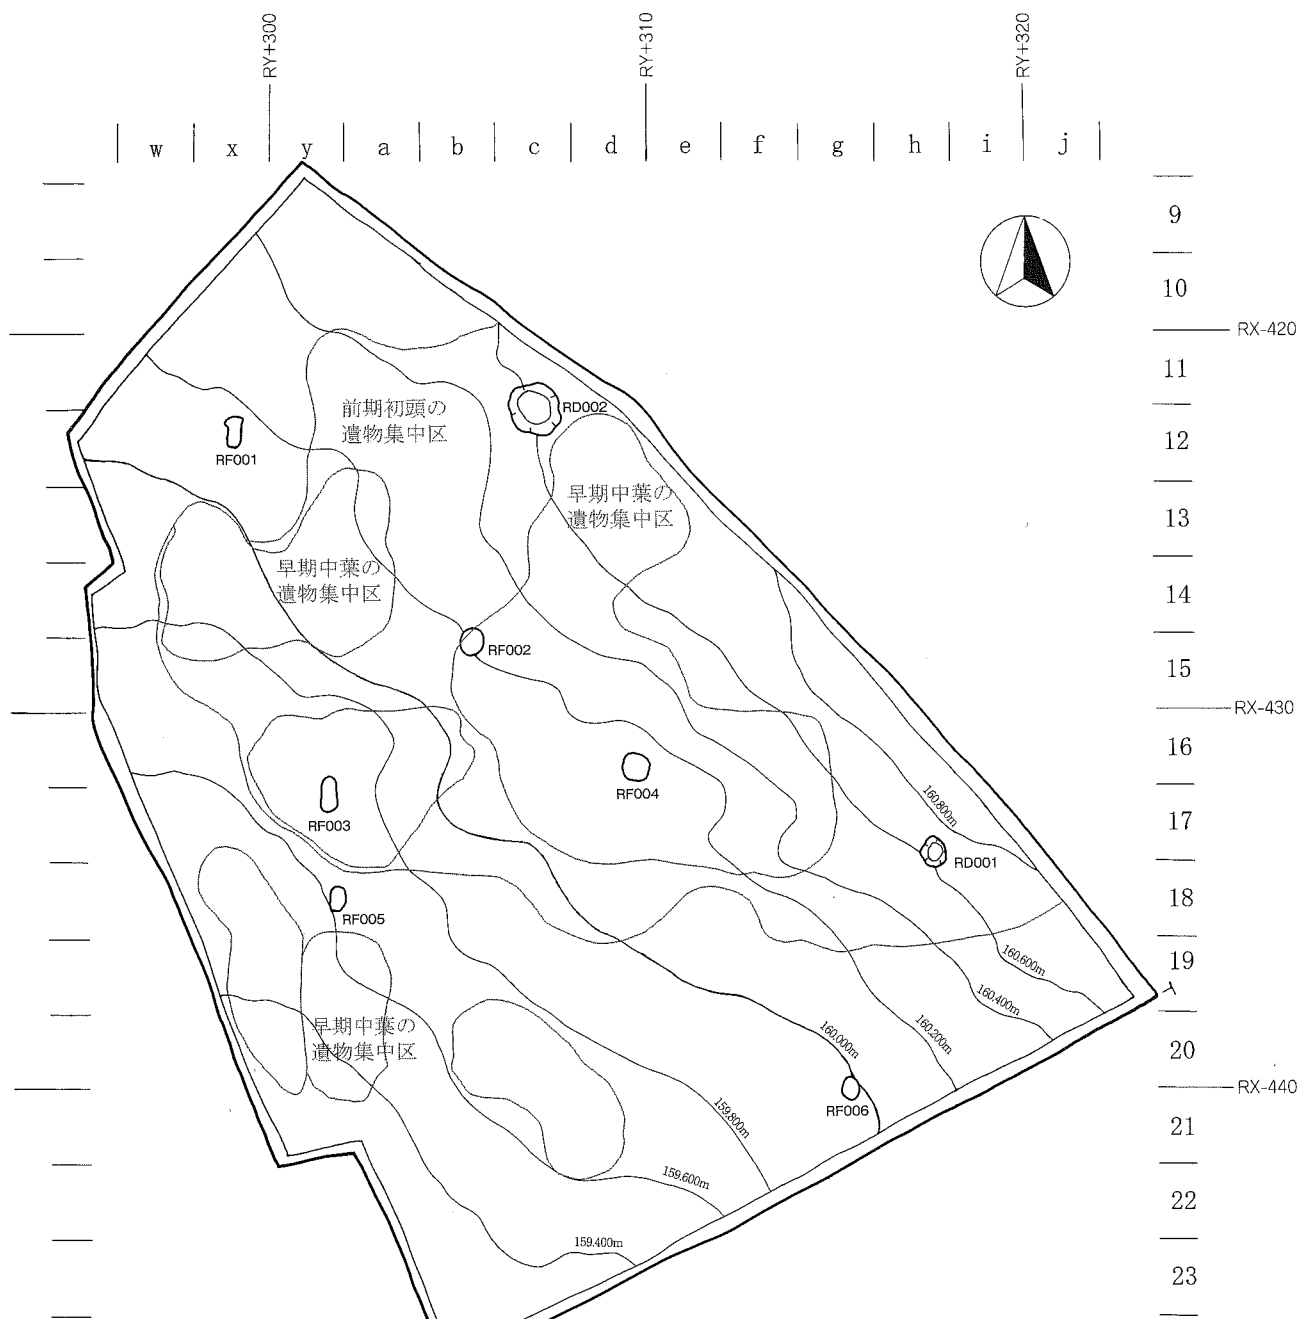 RY+300
RY+310
RY+320
w x y a b c d e f g h i j
9
10
RX-420
11
前期初頭の
遺物集中区
RD002
12
RF001
早期中葉の
遺物集中区
13
早期中葉の
遺物集中区
14
RF002
15
RX-430
16
RF004
160.800m
17
RF003
RD001
18
RF005
160.600m
19
160.400m
早期中葉の
遺物集中区
160.000m
160.200m
20
RX-440
RF006
159.800m
21
159.600m
22
159.400m
23